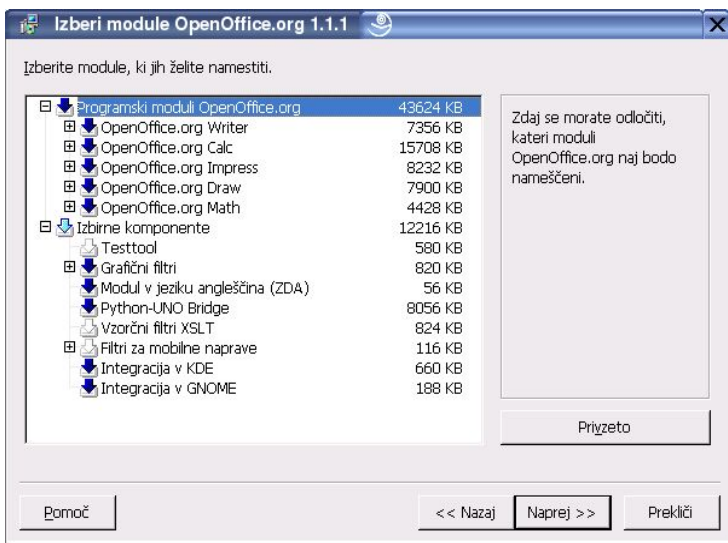 Izberi module OpenOffice.org 1.1.1
Izberite module, ki jih želite namestiti.
Programski moduli OpenOffice.org 43624 KB
OpenOffice.org Writer 7356 KB
OpenOffice.org Calc 15708 KB
OpenOffice.org Impress 8232 KB
OpenOffice.org Draw 7900 KB
OpenOffice.org Math 4428 KB
Izbirne komponente 12216 KB
Testtool 580 KB
Grafični filtri 820 KB
Modul v jeziku angleščina (ZDA) 56 KB
Python-UNO Bridge 8056 KB
Vzorčni filtri XSLT 824 KB
Filtri za mobilne naprave 116 KB
Integracija v KDE 660 KB
Integracija v GNOME 188 KB
Zdaj se morate odločiti,
kateri moduli
OpenOffice.org naj bodo
nameščeni.
Privzeto
Pomoč
<< Nazaj
Naprej >>
Prekliči